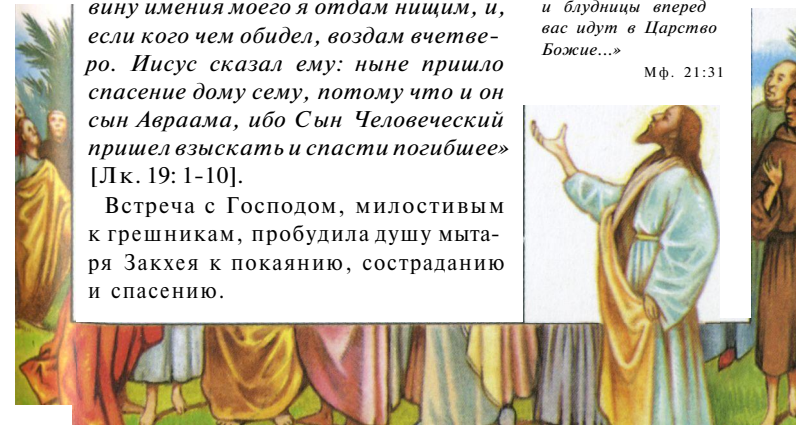 вину имения моего я отдам нищим, и,
если кого чем обидел, воздам вчетве-
ро. Иисус сказал ему: ныне пришло
спасение дому сему, потому что и он
сын Авраама, ибо Сын Человеческий
пришел взыскать и спасти погибшее»
[Лк. 19: 1-10].
Встреча с Господом, милостивым
к грешникам, пробудила душу мыта-
ря Закхея к покаянию, состраданию
и спасению.
и блудницы вперед
вас идут в Царство
Божие...»
Мф. 21:31